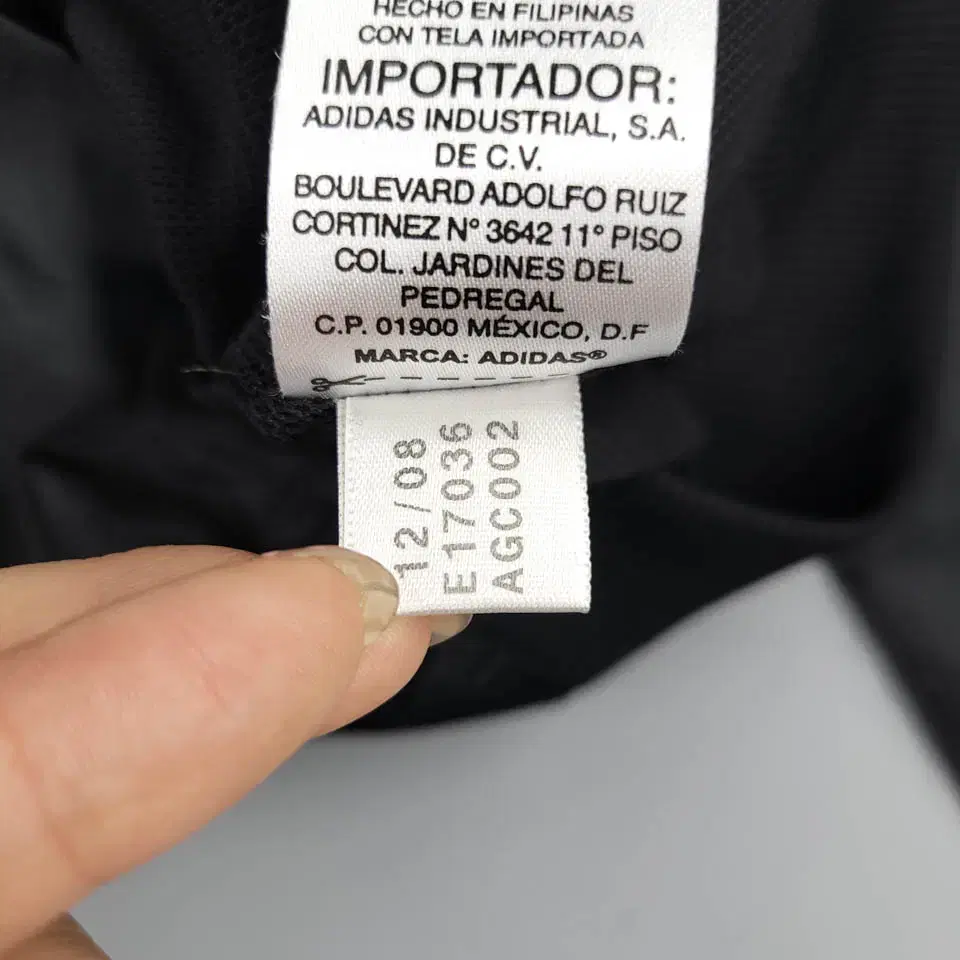 HECHO EN FILIPINAS
CON TELA IMPORTADA
IMPORTADOR:
ADIDAS INDUSTRIAL, S.A.
DE C.V.
BOULEVARD ADOLFO RUIZ
CORTINEZ N° 3642 11° PISO
COL. JARDINES DEL
PEDREGAL
C.P. 01900 MÉXICO, D.F
MARCA: ADIDAS®
12/08
E17036
AGC002